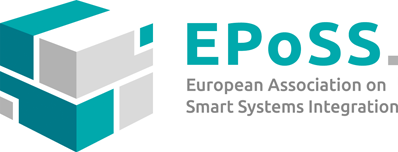 EPoSS.
European Association on
Smart Systems Integration